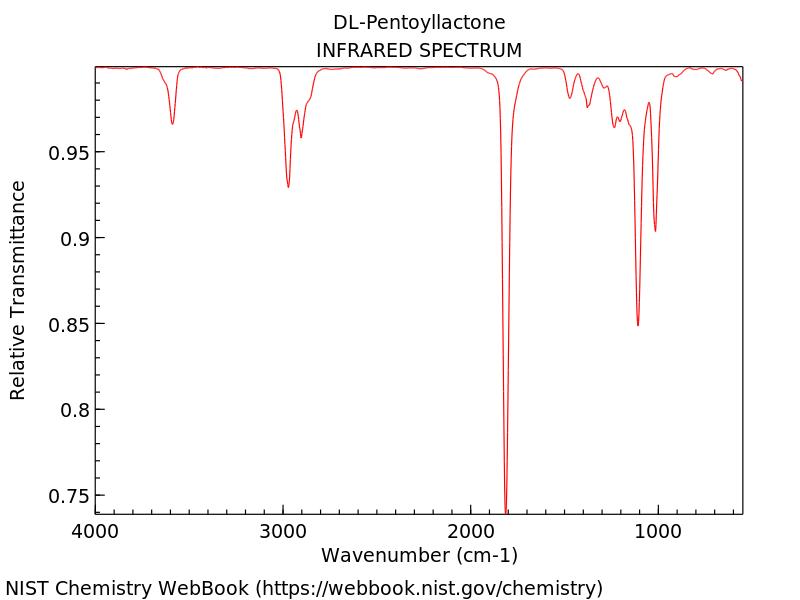 DL-Pentoyllactone
INFRARED SPECTRUM
0.95
0.9
0.85
0.8
0.75
Relative Transmittance
4000 3000 2000 1000
Wavenumber (cm-1)
NIST Chemistry WebBook (https://webbook.nist.gov/chemistry)